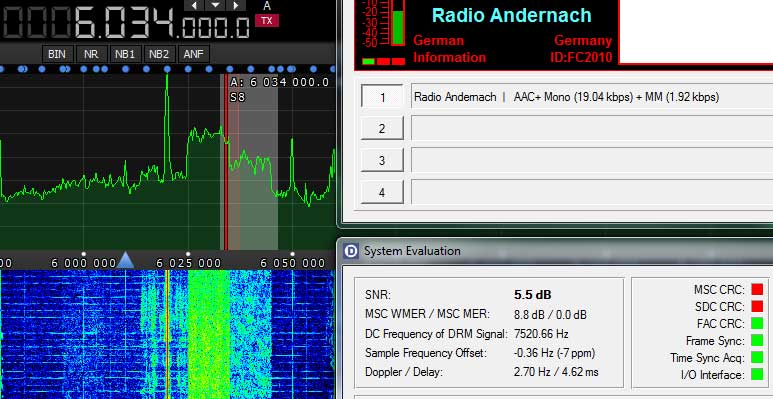 0006.034.000.0
A
TX
BIN NR NB1 NB2 ANF
A: 6 034 000.0
S8
00 6 000 000 6 025 000 6 050 000
-10
-20
-30
-40
-50
Radio Andernach
German Germany
Information ID:FC2010
1 Radio Andernach | AAC+ Mono (19.04 kbps) + MM (1.92 kbps)
2
3
4
D System Evaluation
SNR: 5.5 dB
MSC WMER / MSC MER: 8.8 dB / 0.0 dB
DC Frequency of DRM Signal: 7520.66 Hz
Sample Frequency Offset: -0.36 Hz (-7 ppm)
Doppler / Delay: 2.70 Hz / 4.62 ms
MSC CRC:
SDC CRC:
FAC CRC:
Frame Sync:
Time Sync Acq:
I/O Interface: